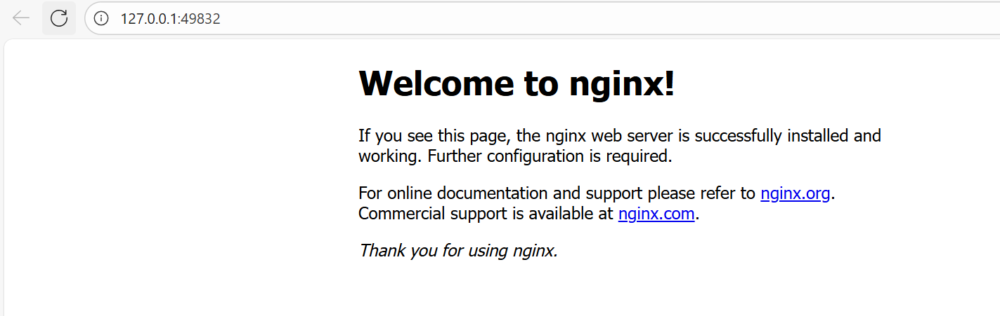 127.0.0.1:49832
Welcome to nginx!
If you see this page, the nginx web server is successfully installed and
working. Further configuration is required.
For online documentation and support please refer to nginx.org.
Commercial support is available at nginx.com.
Thank you for using nginx.